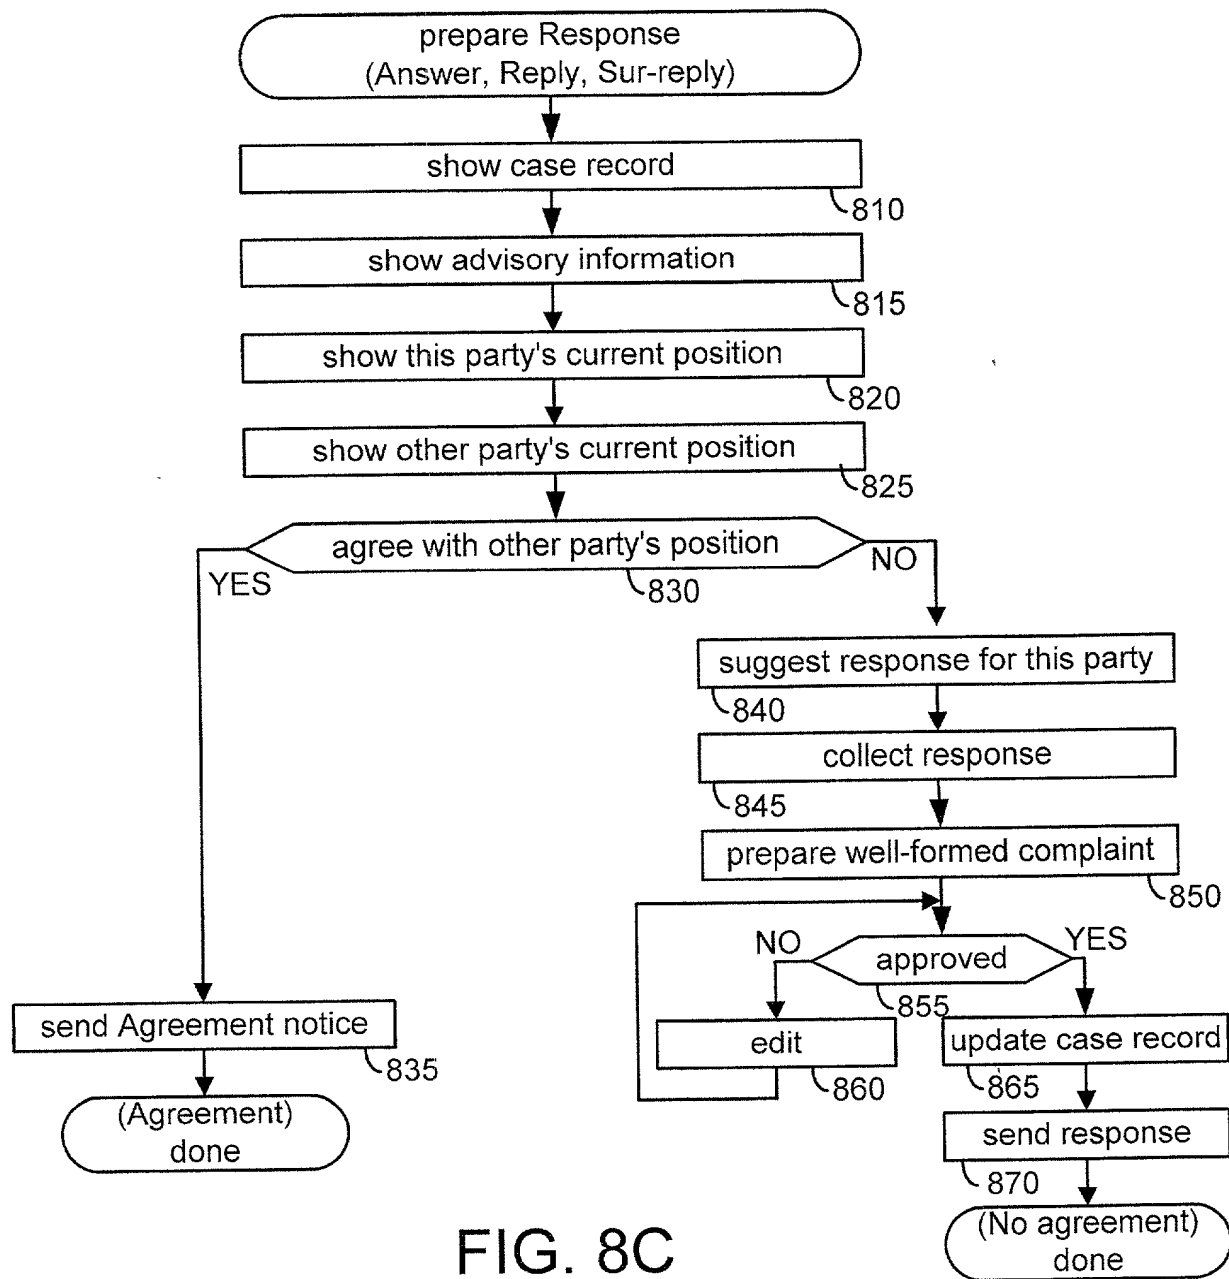 prepare Response
(Answer, Reply, Sur-reply)
show case record
810
show advisory information
815
show this party's current position
820
show other party's current position
825
agree with other party's position
YES
NO
830
suggest response for this party
840
collect response
845
prepare well-formed complaint
850
NO
YES
approved
855
send Agreement notice
835
edit
860
update case record
865
(Agreement)
done
send response
870
(No agreement)
done
FIG. 8C